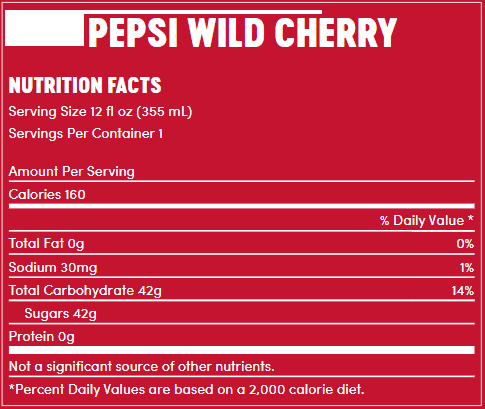 PEPSI WILD CHERRY
NUTRITION FACTS
Serving Size 12 fl oz (355 mL)
Servings Per Container 1
Amount Per Serving
Calories 160
% Daily Value *
Total Fat 0g 0%
Sodium 30mg 1%
Total Carbohydrate 42g 14%
Sugars 42g
Protein 0g
Not a significant source of other nutrients.
*Percent Daily Values are based on a 2,000 calorie diet.